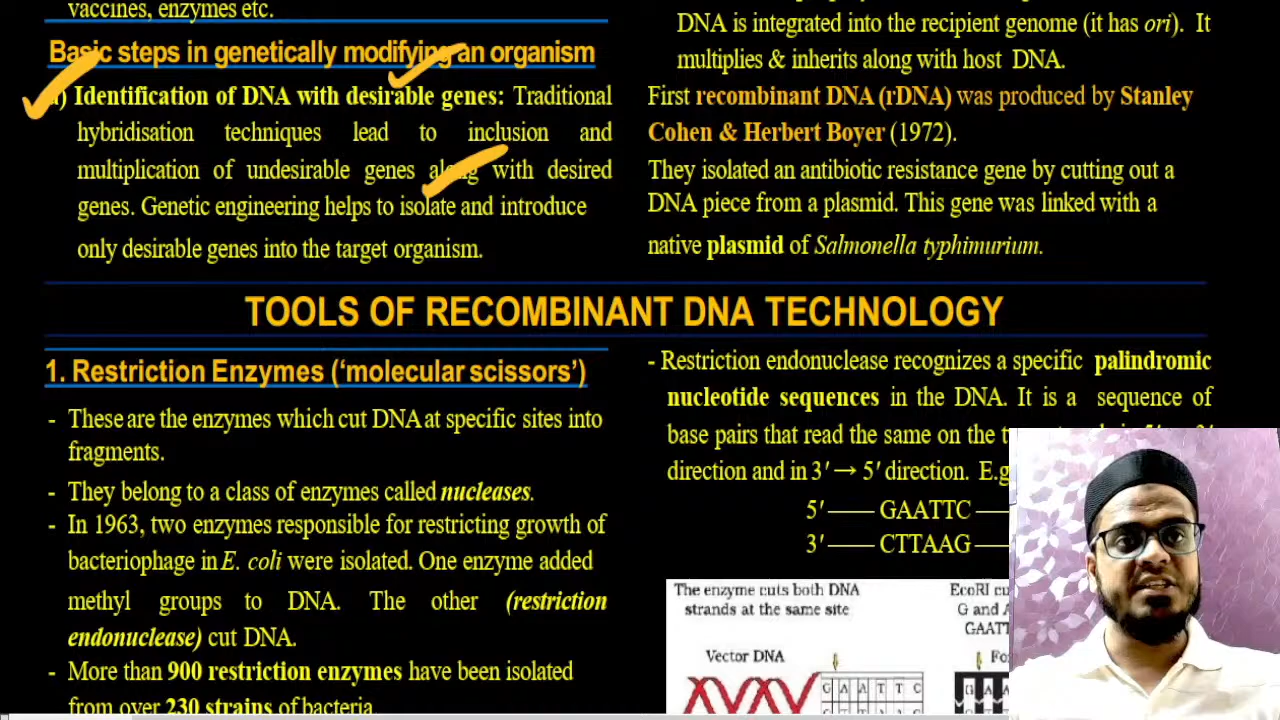 vaccines, enzymes etc.
Basic steps in genetically modifying an organism
a) Identification of DNA with desirable genes: Traditional
hybridisation techniques lead to inclusion and
multiplication of undesirable genes along with desired
genes. Genetic engineering helps to isolate and introduce
only desirable genes into the target organism.
DNA is integrated into the recipient genome (it has ori). It
multiplies & inherits along with host DNA.
First recombinant DNA (rDNA) was produced by Stanley
Cohen & Herbert Boyer (1972).
They isolated an antibiotic resistance gene by cutting out a
DNA piece from a plasmid. This gene was linked with a
native plasmid of Salmonella typhimurium.
TOOLS OF RECOMBINANT DNA TECHNOLOGY
1. Restriction Enzymes (‘molecular scissors’)
- These are the enzymes which cut DNA at specific sites into
fragments.
- They belong to a class of enzymes called nucleases.
- In 1963, two enzymes responsible for restricting growth of
bacteriophage in E. coli were isolated. One enzyme added
methyl groups to DNA. The other (restriction
endonuclease) cut DNA.
- More than 900 restriction enzymes have been isolated
from over 230 strains of bacteria
- Restriction endonuclease recognizes a specific palindromic
nucleotide sequences in the DNA. It is a sequence of
base pairs that read the same on the
direction and in 3′ → 5′ direction. E.g
5′ —— GAATTC ——
3′ —— CTTAAG ——
The enzyme cuts both DNA
strands at the same site
EcoRI
G and
Vector DNA
G A A T T C